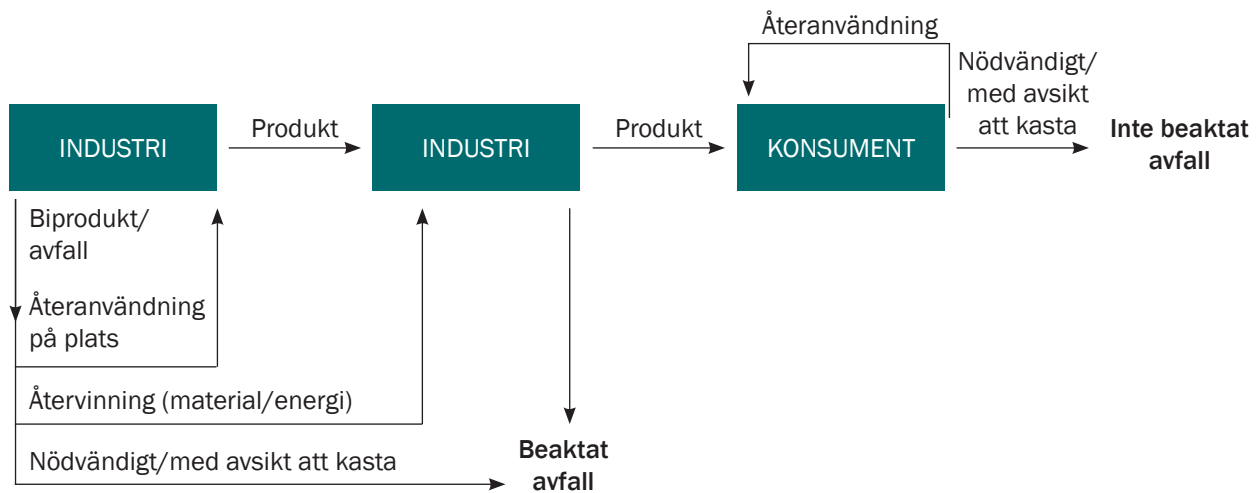 Återanvändning
Nödvändigt/
med avsikt
att kasta
INDUSTRI
Produkt
INDUSTRI
Produkt
KONSUMENT
Inte beaktat
avfall
Biprodukt/
avfall
Återanvändning
på plats
Återvinning (material/energi)
Nödvändigt/med avsikt att kasta
Beaktat
avfall